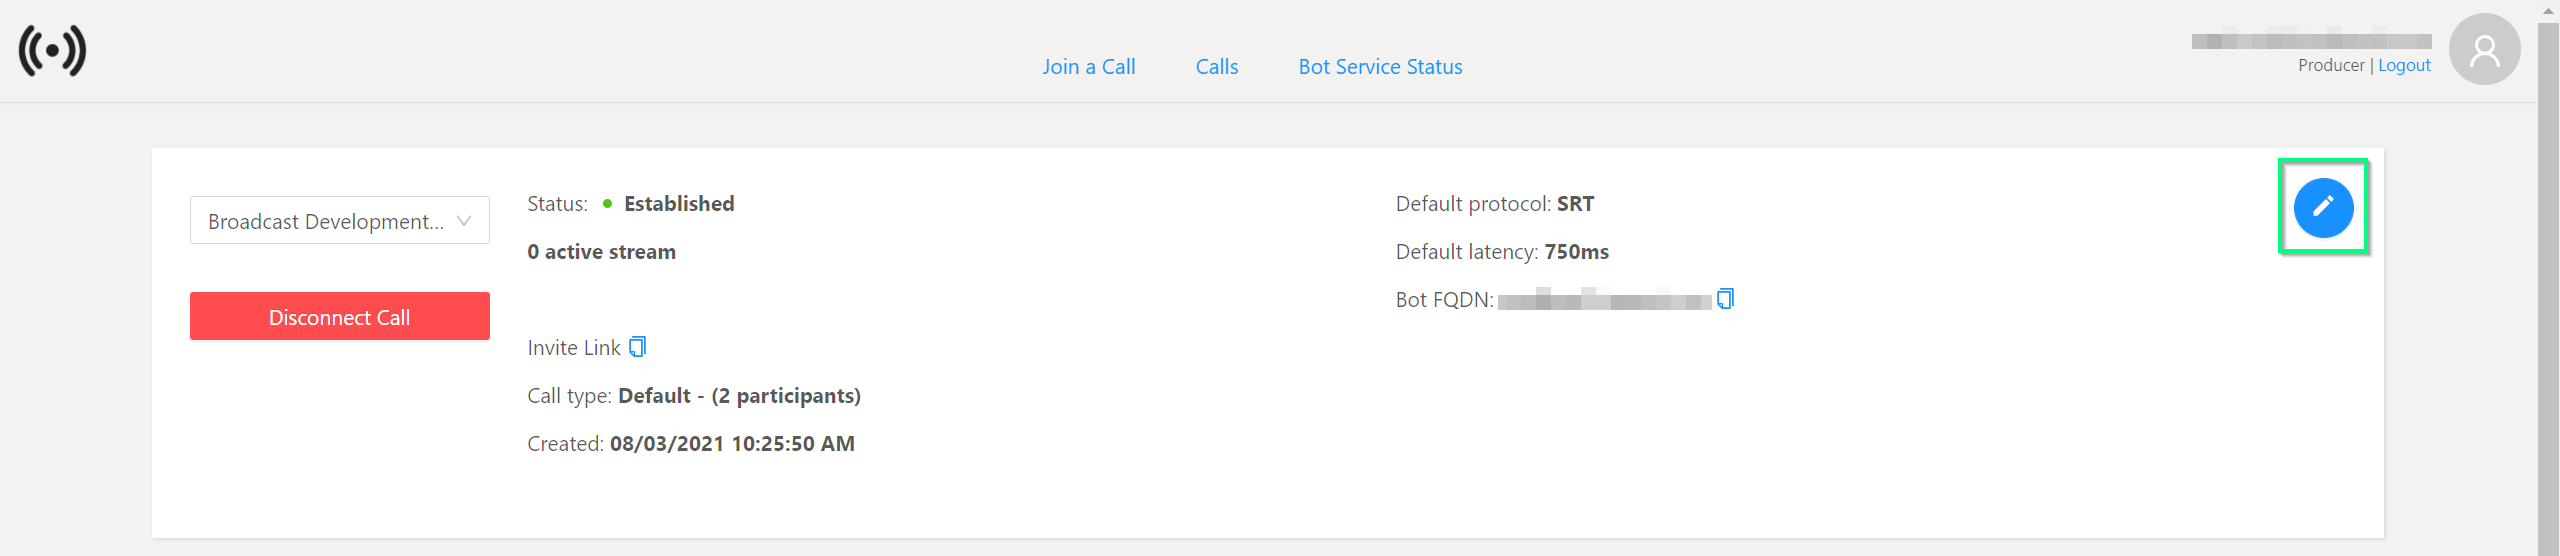 Join a Call
Calls
Bot Service Status
Producer | Logout
Broadcast Development...
Disconnect Call
Status: Established
0 active stream
Invite Link
Call type: Default - (2 participants)
Created: 08/03/2021 10:25:50 AM
Default protocol: SRT
Default latency: 750ms
Bot FQDN: